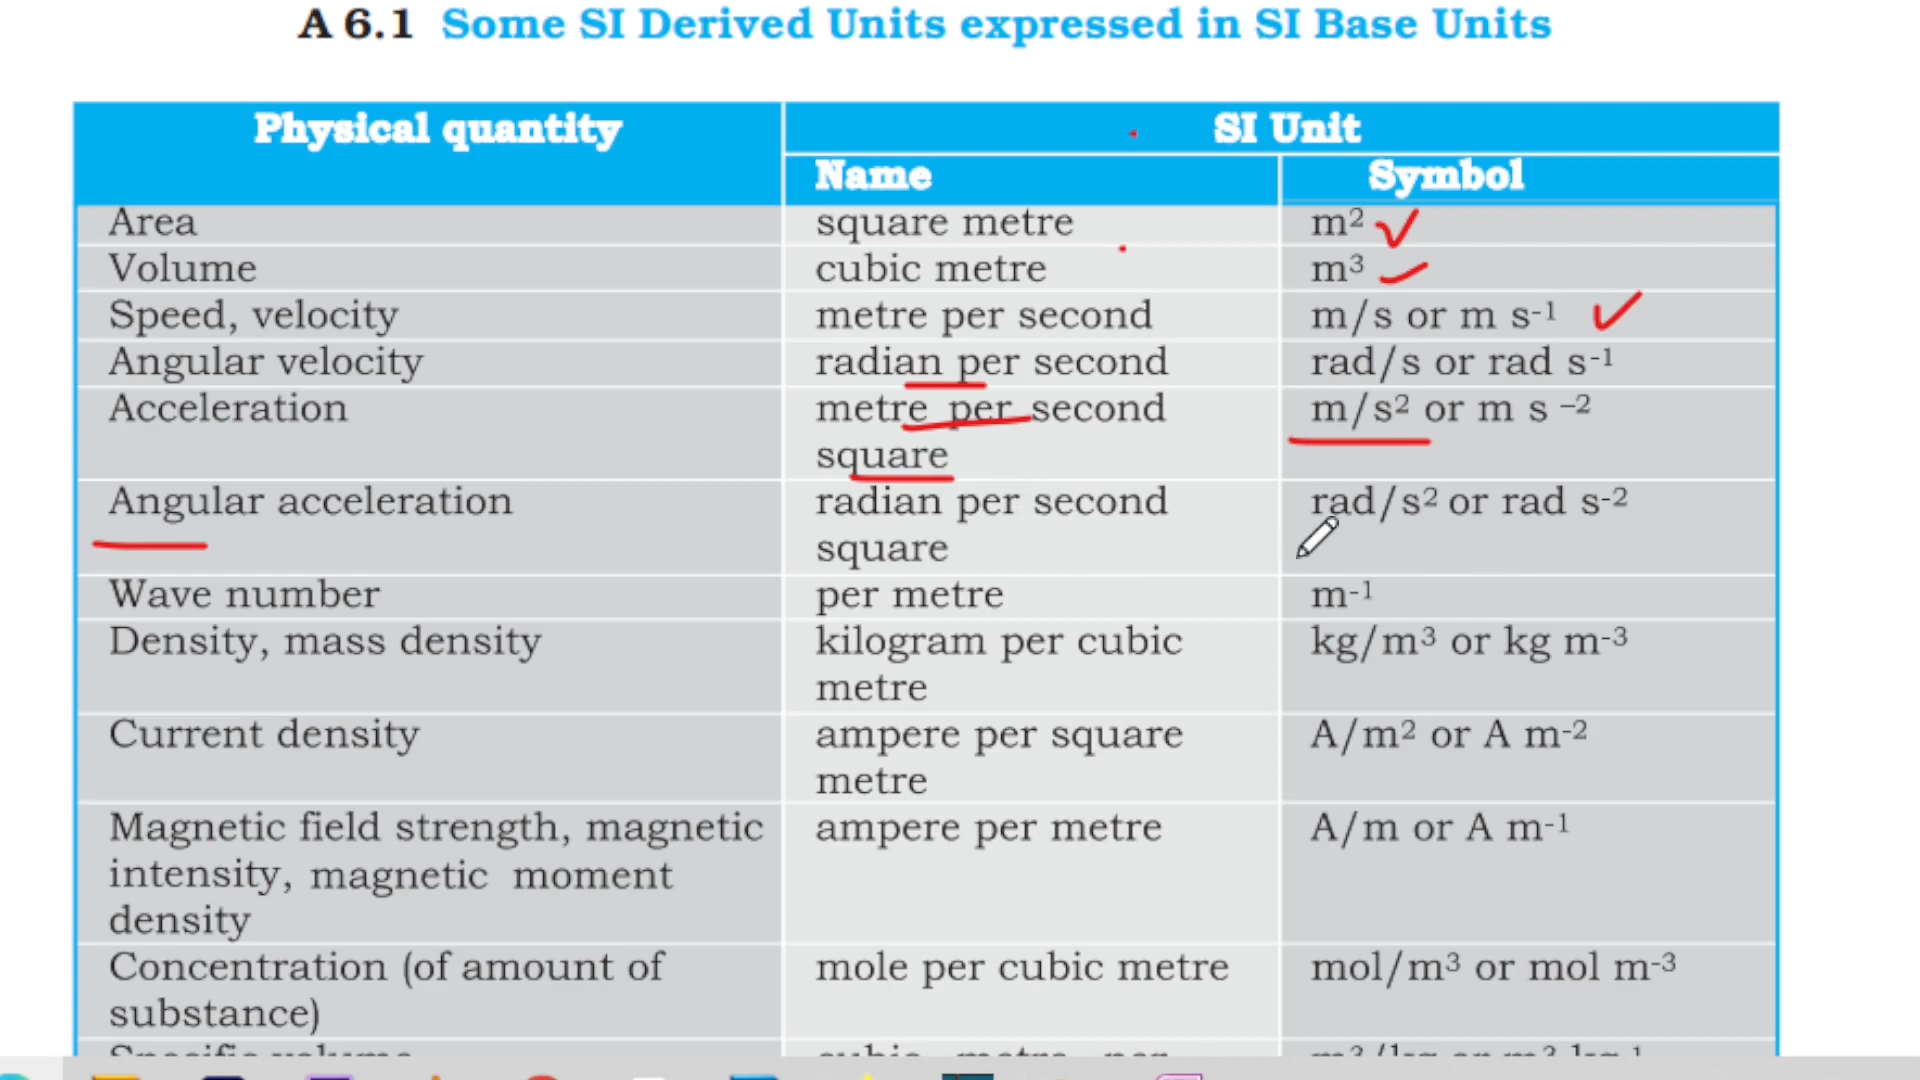 A 6.1 Some SI Derived Units expressed in SI Base Units
Physical quantity SI Unit
Name Symbol
Area square metre m²
Volume cubic metre m³
Speed, velocity metre per second m/s or m s⁻¹
Angular velocity radian per second rad/s or rad s⁻¹
Acceleration metre per second m/s² or m s ⁻²
square
Angular acceleration radian per second rad/s² or rad s⁻²
square
Wave number per metre m⁻¹
Density, mass density kilogram per cubic kg/m³ or kg m⁻³
metre
Current density ampere per square A/m² or A m⁻²
metre
Magnetic field strength, magnetic ampere per metre A/m or A m⁻¹
intensity, magnetic moment
density
Concentration (of amount of mole per cubic metre mol/m³ or mol m⁻³
substance)